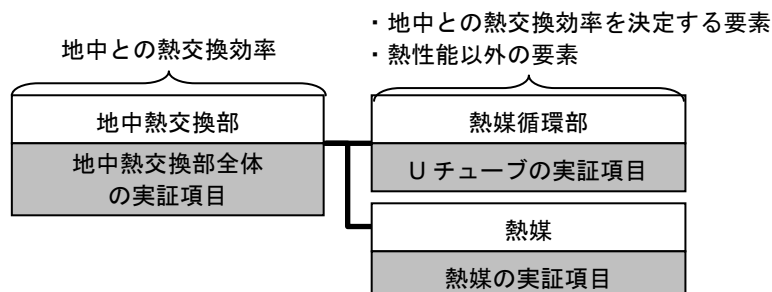 ・地中との熱交換効率を決定する要素
・熱性能以外の要素
地中との熱交換効率
地中熱交換部
地中熱交換部全体
の実証項目
熱媒循環部
Uチューブの実証項目
熱媒
熱媒の実証項目